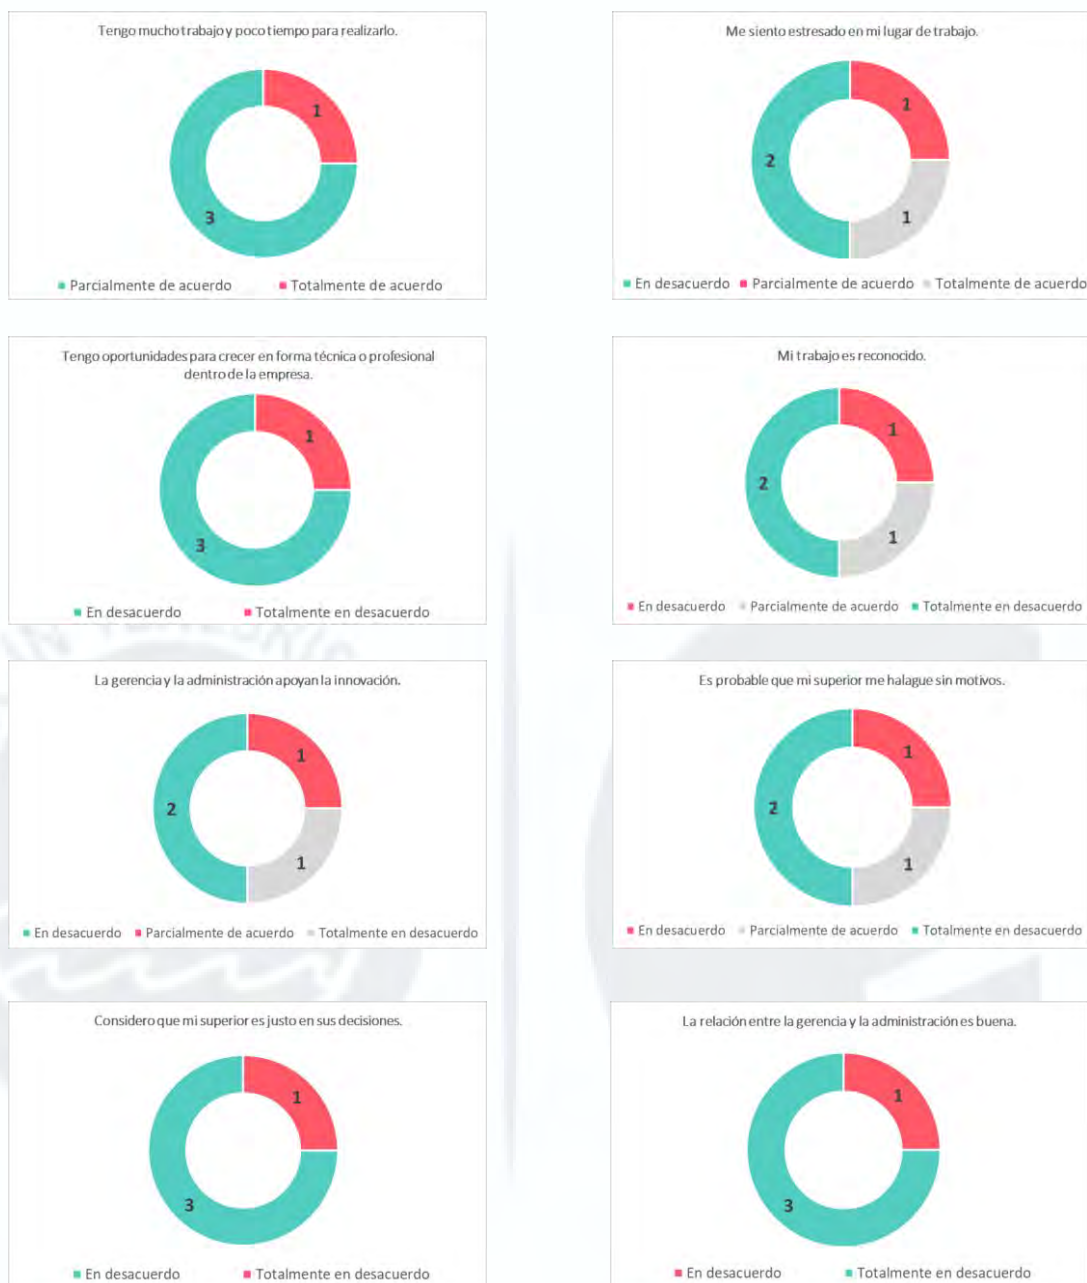 Tengo mucho trabajo y poco tiempo para realizarlo.
1
3
Parcialmente de acuerdo Totalmente de acuerdo
Me siento estresado en mi lugar de trabajo.
1
2
1
En desacuerdo Parcialmente de acuerdo Totalmente de acuerdo
Tengo oportunidades para crecer en forma técnica o profesional
dentro de la empresa.
1
3
En desacuerdo Totalmente en desacuerdo
Mi trabajo es reconocido.
1
2
1
En desacuerdo Parcialmente de acuerdo Totalmente en desacuerdo
La gerencia y la administración apoyan la innovación.
1
2
1
En desacuerdo Parcialmente de acuerdo Totalmente en desacuerdo
Es probable que mi superior me halague sin motivos.
1
2
1
En desacuerdo Parcialmente de acuerdo Totalmente en desacuerdo
Considero que mi superior es justo en sus decisiones.
1
3
En desacuerdo Totalmente en desacuerdo
La relación entre la gerencia y la administración es buena.
1
3
En desacuerdo Totalmente en desacuerdo